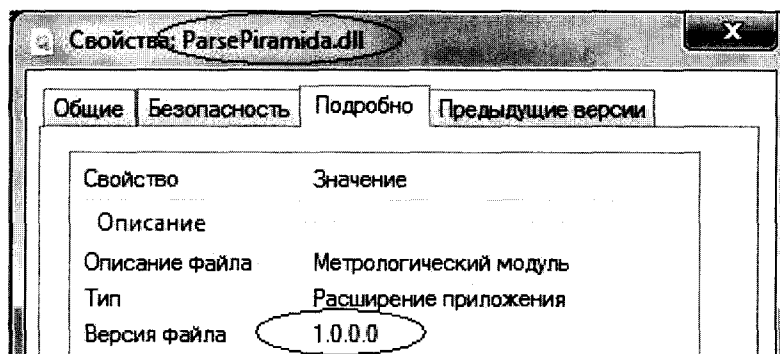 Свойства: ParsePiramida.dll
X
Общие Безопасность Подробно Предыдущие версии
Свойство Значение
Описание
Описание файла Метрологический модуль
Тип Расширение приложения
Версия файла 1.0.0.0